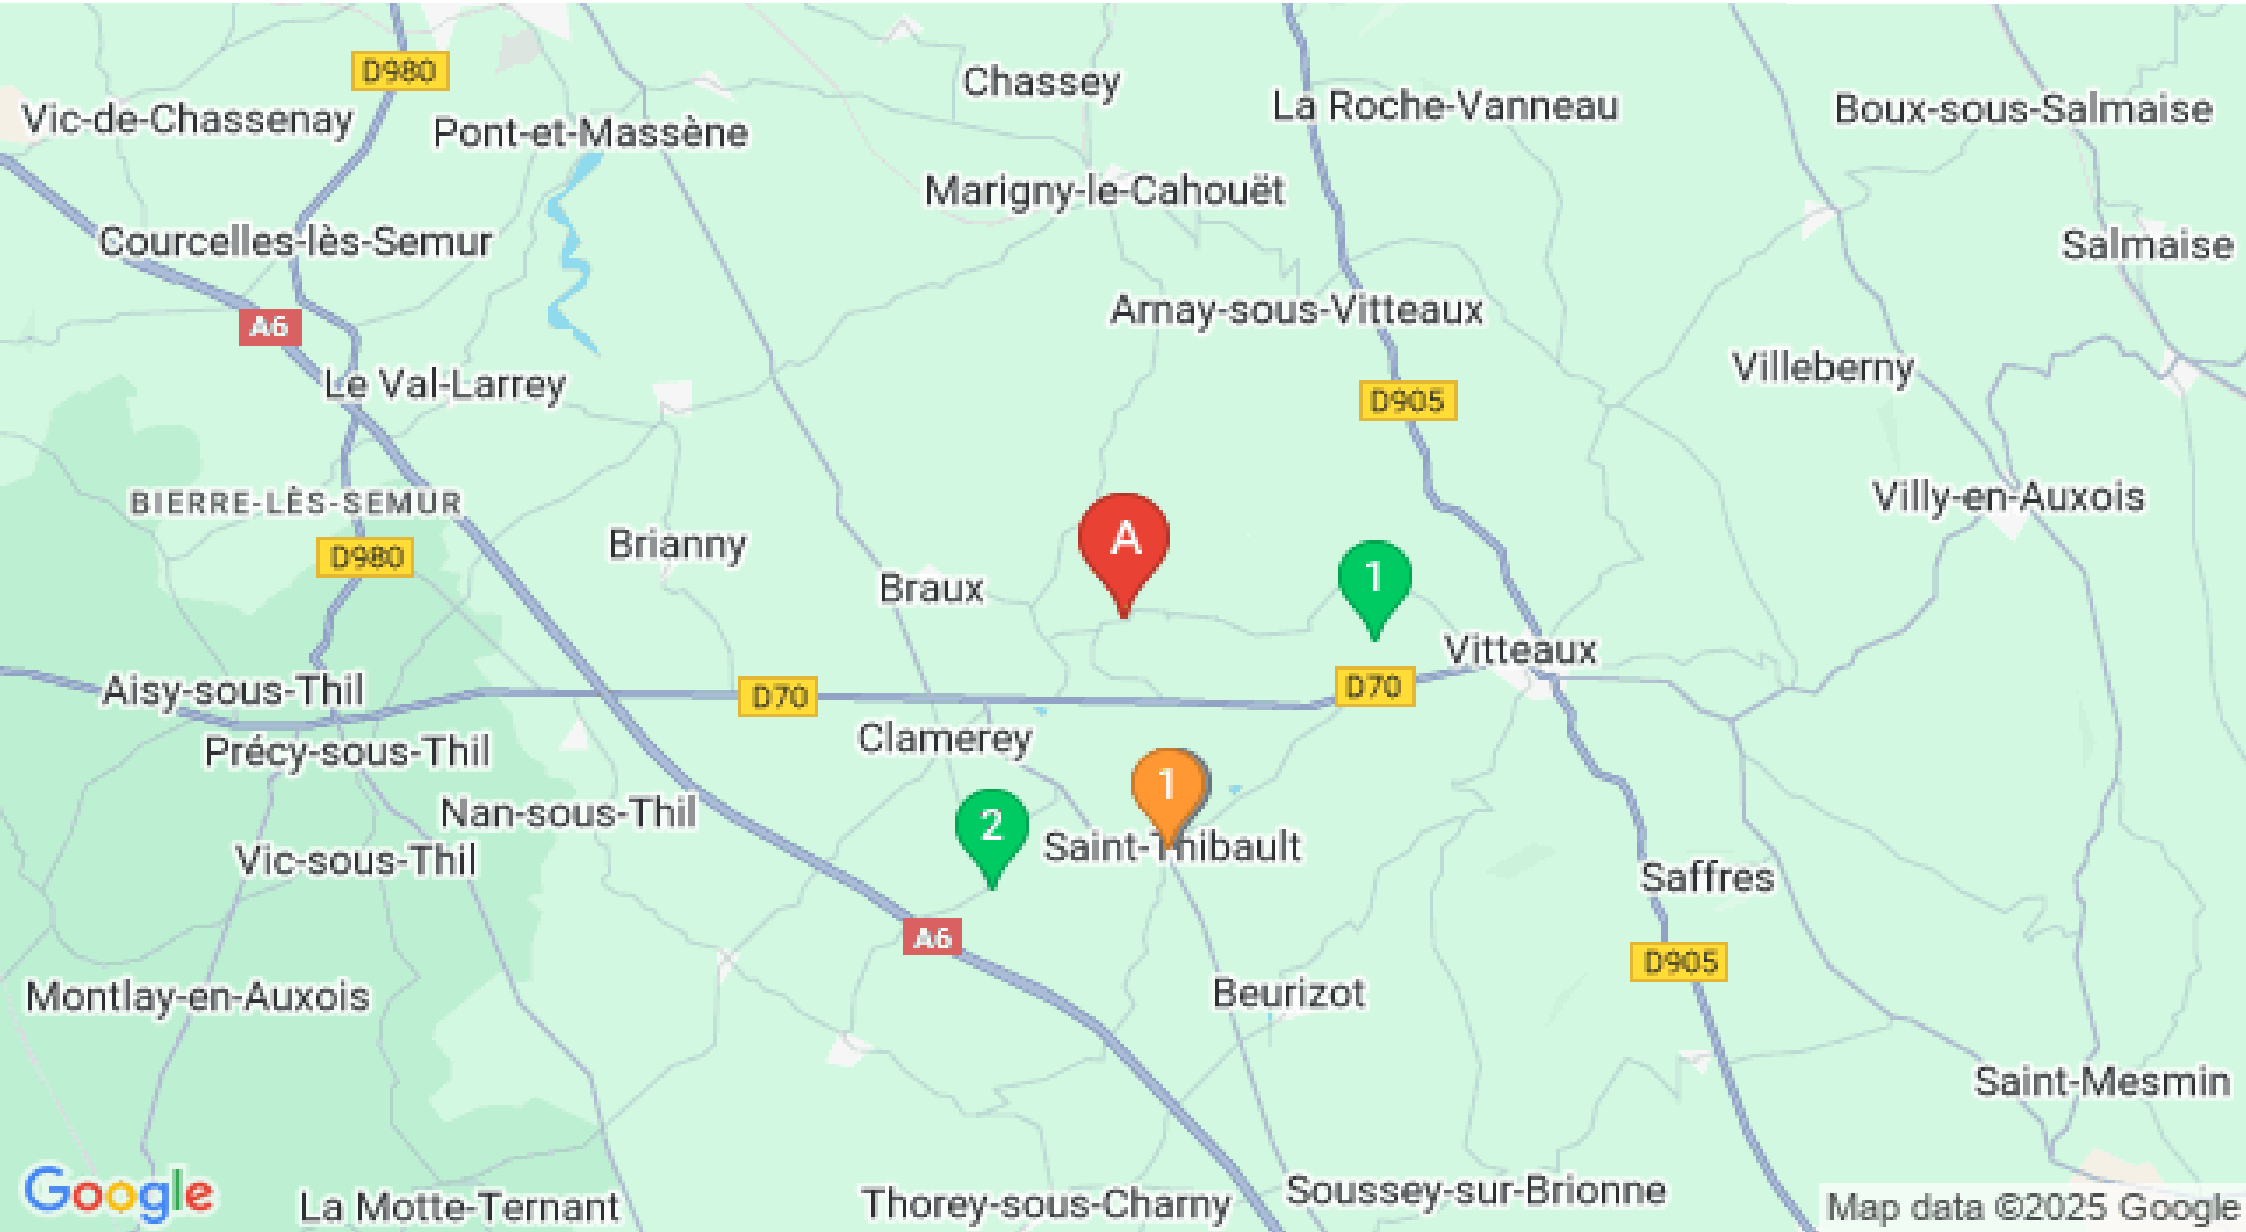 D980
Chassey
La Roche-Vanneau
Boux-sous-Salmaise
Vic-de-Chassenay
Pont-et-Massène
Marigny-le-Cahouët
Courcelles-lès-Semur
Salmaise
Arnay-sous-Vitteaux
A6
Villeberny
Le Val-Larrey
D905
BIERRE-LÈS-SEMUR
Villy-en-Auxois
A
Brianny
D980
1
Braux
Vitteaux
Aisy-sous-Thil
D70
D70
Clamerey
Précy-sous-Thil
1
Nan-sous-Thil
2
Saint-Thibault
Vic-sous-Thil
Saffres
A6
D905
Montlay-en-Auxois
Beurizot
Saint-Mesmin
Google
La Motte-Ternant
Thorey-sous-Charny
Soussey-sur-Brionne
Map data ©2025 Google